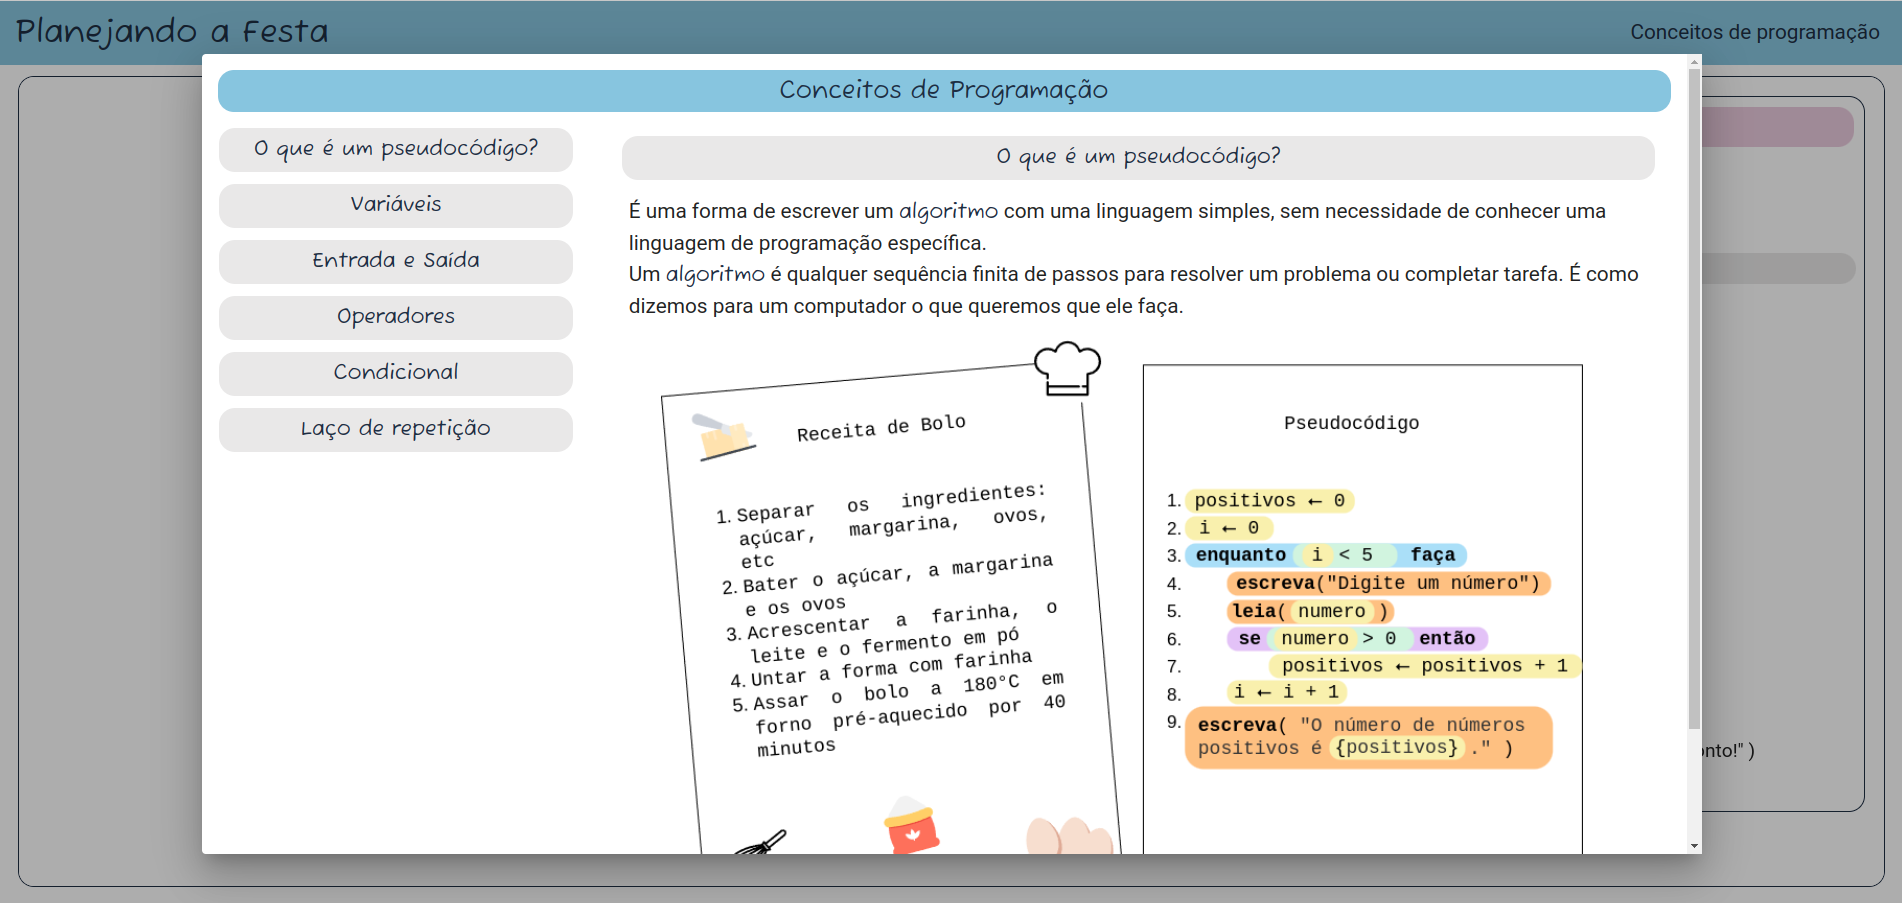 Planejando a Festa
Conceitos de programação
Conceitos de Programação
O que é um pseudocódigo?
Variáveis
Entrada e Saída
Operadores
Condicional
Laço de repetição
O que é um pseudocódigo?
É uma forma de escrever um algoritmo com uma linguagem simples, sem necessidade de conhecer uma
linguagem de programação específica.
Um algoritmo é qualquer sequência finita de passos para resolver um problema ou completar tarefa. É como
dizemos para um computador o que queremos que ele faça.
Receita de Bolo
1. Separar os ingredientes:
açúcar, margarina, ovos,
etc
2. Bater o açúcar, a margarina
e os ovos
3. Acrescentar a farinha, o
leite e o fermento em pó
4. Untar a forma com farinha
5. Assar o bolo a 180°C em
forno pré-aquecido por 40
minutos
Pseudocódigo
1. positivos ← 0
2. i ← 0
3. enquanto i < 5 faça
4. escreva("Digite um número")
5. leia( numero )
6. se numero > 0 então
7. positivos ← positivos + 1
8. i ← i + 1
9. escreva( "O número de números
positivos é {positivos} ." )
onto!" )